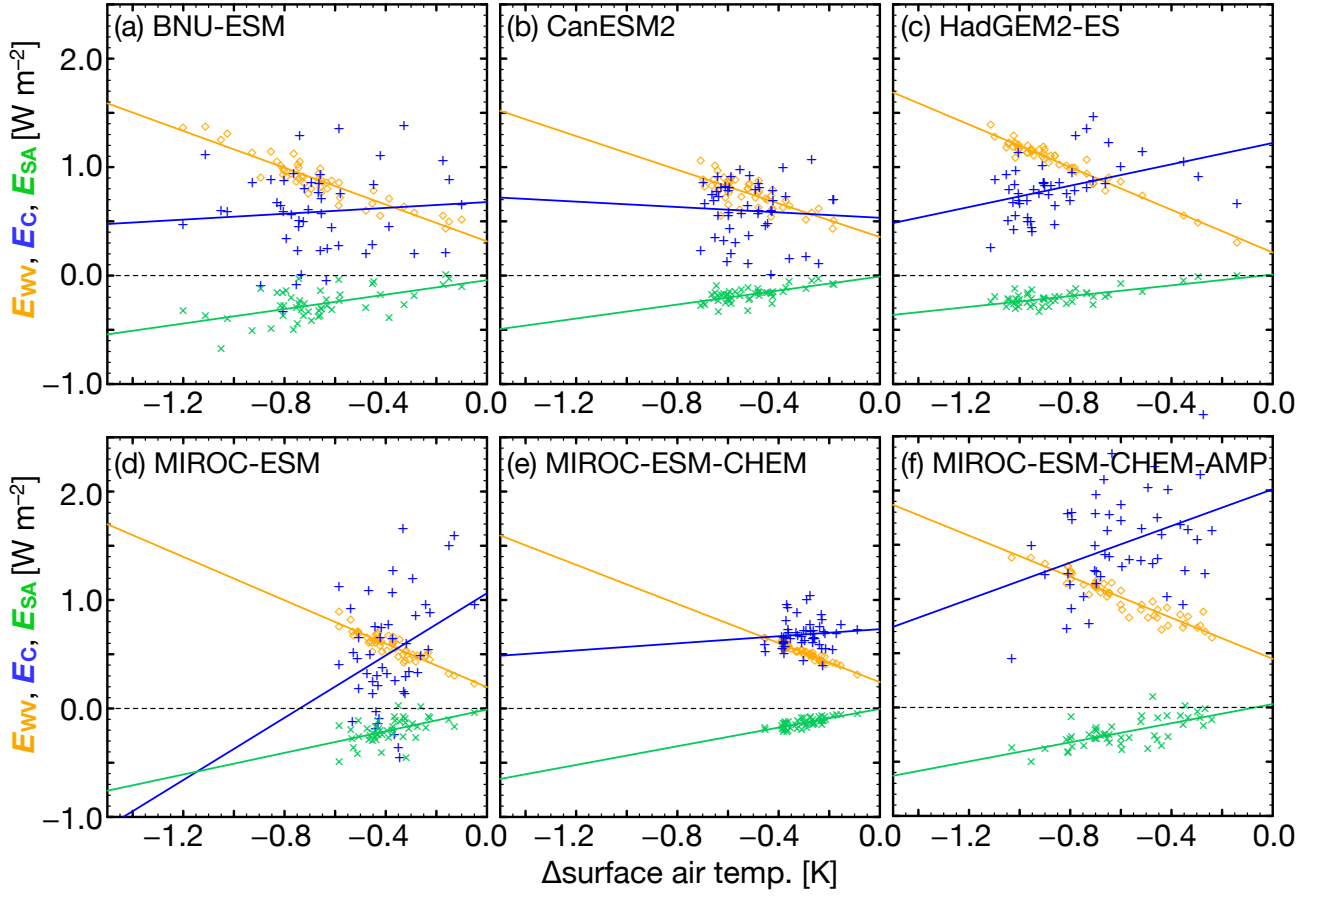 (a) BNU-ESM
(b) CanESM2
(c) HadGEM2-ES
EWV, EC, ESA [W m−2]
2.0
1.0
0.0
−1.0
−1.2 −0.8 −0.4 0.0
−1.2 −0.8 −0.4 0.0
−1.2 −0.8 −0.4 0.0
(d) MIROC-ESM
(e) MIROC-ESM-CHEM
(f) MIROC-ESM-CHEM-AMP
EWV, EC, ESA [W m−2]
2.0
1.0
0.0
−1.0
−1.2 −0.8 −0.4 0.0
−1.2 −0.8 −0.4 0.0
−1.2 −0.8 −0.4 0.0
Δsurface air temp. [K]